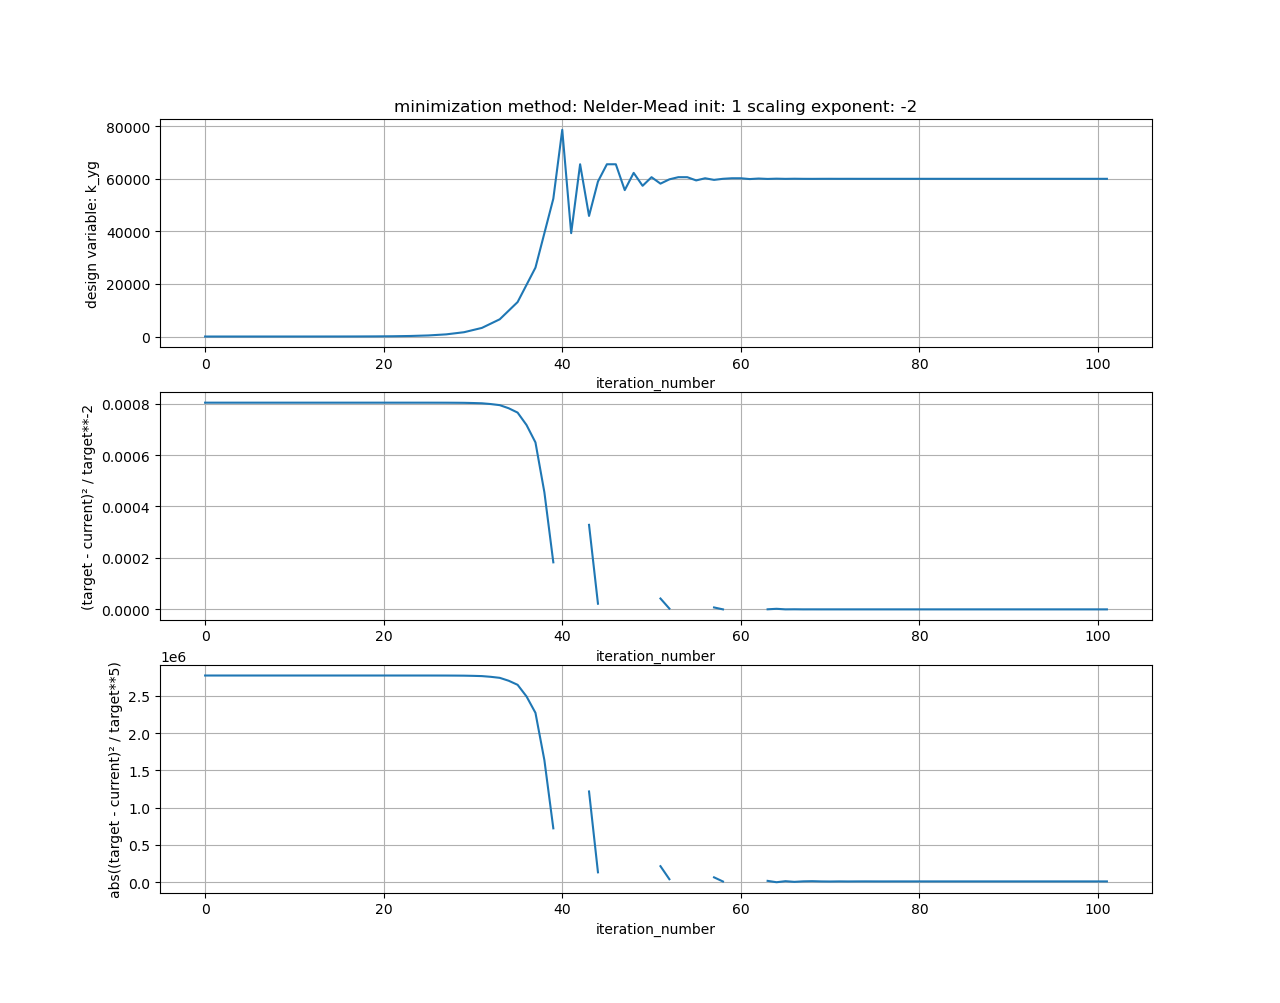 minimization method: Nelder-Mead init: 1 scaling exponent: -2
80000
60000
40000
20000
0
design variable: k_yg
0 20 40 60 80 100
iteration_number
0.0008
0.0006
0.0004
0.0002
0.0000
(target - current)² / target**-2
0 20 40 60 80 100
iteration_number
1e6
2.5
2.0
1.5
1.0
0.5
0.0
abs((target - current)² / target**5)
0 20 40 60 80 100
iteration_number